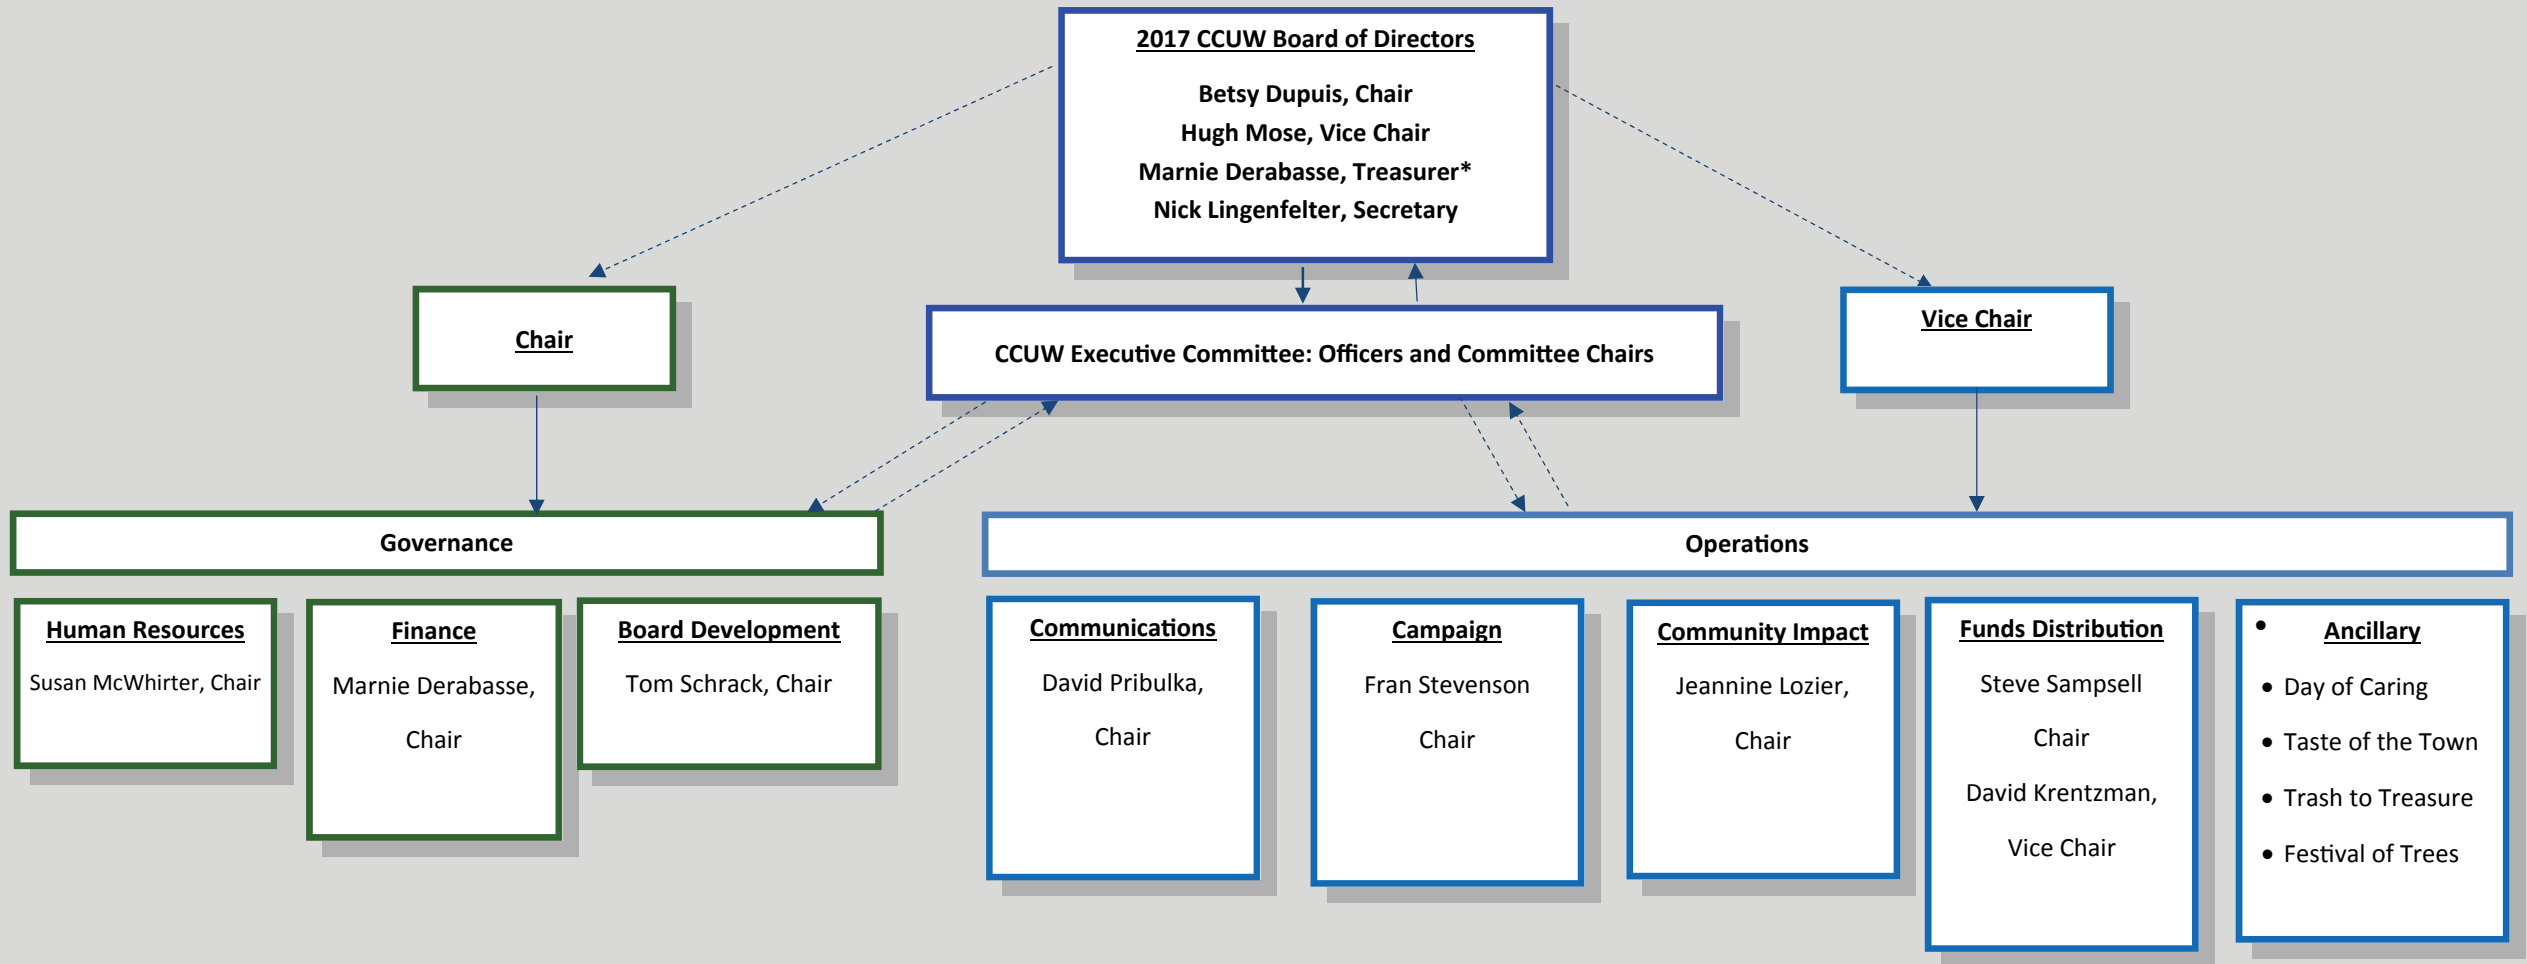 2017 CCUW Board of Directors
Betsy Dupuis, Chair
Hugh Mose, Vice Chair
Marnie Derabasse, Treasurer*
Nick Lingenfelter, Secretary
Chair
CCUW Executive Committee: Officers and Committee Chairs
Vice Chair
Governance
Operations
Human Resources
Susan McWhirter, Chair
Finance
Marnie Derabasse,
Chair
Board Development
Tom Schrack, Chair
Communications
David Pribulka,
Chair
Campaign
Fran Stevenson
Chair
Community Impact
Jeannine Lozier,
Chair
Funds Distribution
Steve Sampsell
Chair
David Krentzman,
Vice Chair
• Ancillary
• Day of Caring
• Taste of the Town
• Trash to Treasure
• Festival of Trees